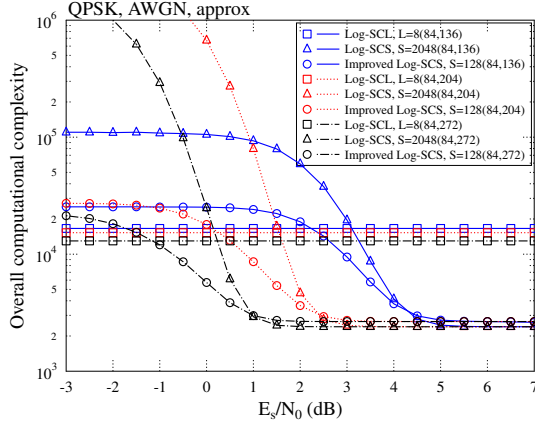 QPSK, AWGN, approx
Log-SCL, L=8(84,136)
Log-SCS, S=2048(84,136)
Improved Log-SCS, S=128(84,136)
Log-SCL, L=8(84,204)
Log-SCS, S=2048(84,204)
Improved Log-SCS, S=128(84,204)
Log-SCL, L=8(84,272)
Log-SCS, S=2048(84,272)
Improved Log-SCS, S=128(84,272)
Overall computational complexity
10^6
5
2
10^5
5
2
10^4
5
2
10^3
-3 -2 -1 0 1 2 3 4 5 6 7
E_s/N_0 (dB)